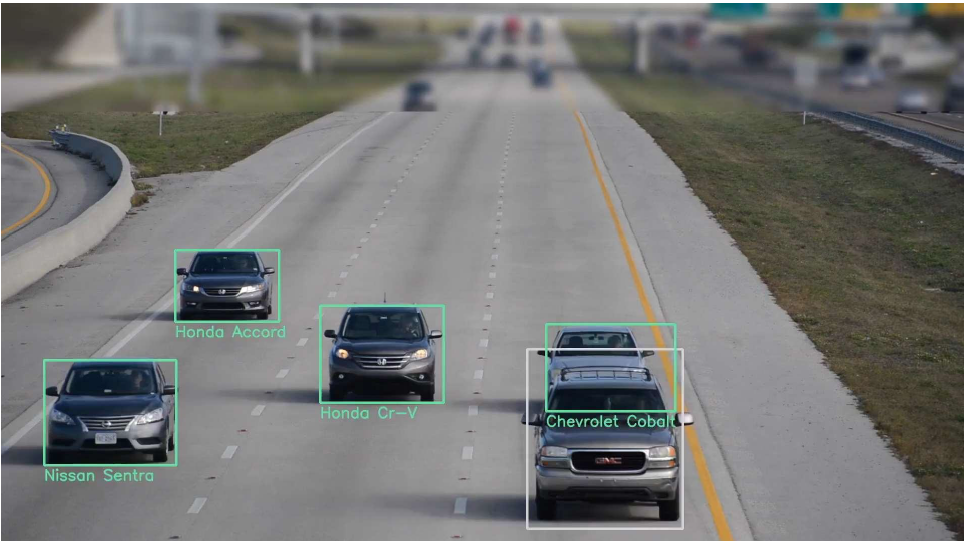 Honda Accord
Honda Cr-V
Chevrolet Cobalt
GMC
Nissan Sentra